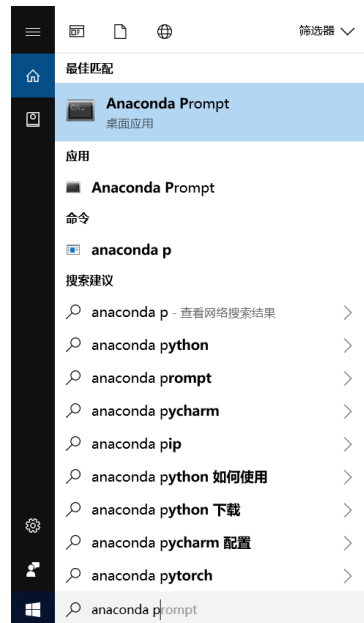 筛选器
最佳匹配
Anaconda Prompt
桌面应用
应用
Anaconda Prompt
命令
anaconda p
搜索建议
anaconda p - 查看网络搜索结果
anaconda python
anaconda prompt
anaconda pycharm
anaconda pip
anaconda python 如何使用
anaconda python 下载
anaconda pycharm 配置
anaconda pytorch
anaconda prompt